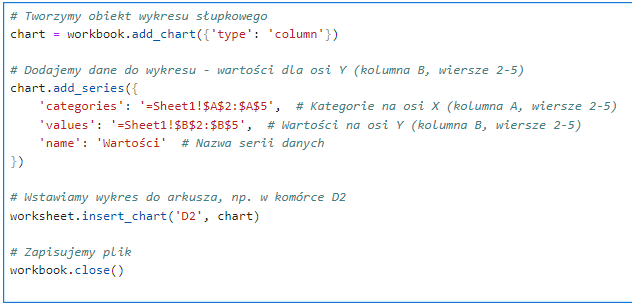 # Tworzymy obiekt wykresu słupkowego
chart = workbook.add_chart({'type': 'column'})

# Dodajemy dane do wykresu - wartości dla osi Y (kolumna B, wiersze 2-5)
chart.add_series({
    'categories': '=Sheet1!$A$2:$A$5',  # Kategorie na osi X (kolumna A, wiersze 2-5)
    'values': '=Sheet1!$B$2:$B$5',  # Wartości na osi Y (kolumna B, wiersze 2-5)
    'name': 'Wartości'  # Nazwa serii danych
})

# Wstawiamy wykres do arkusza, np. w komórce D2
worksheet.insert_chart('D2', chart)

# Zapisujemy plik
workbook.close()